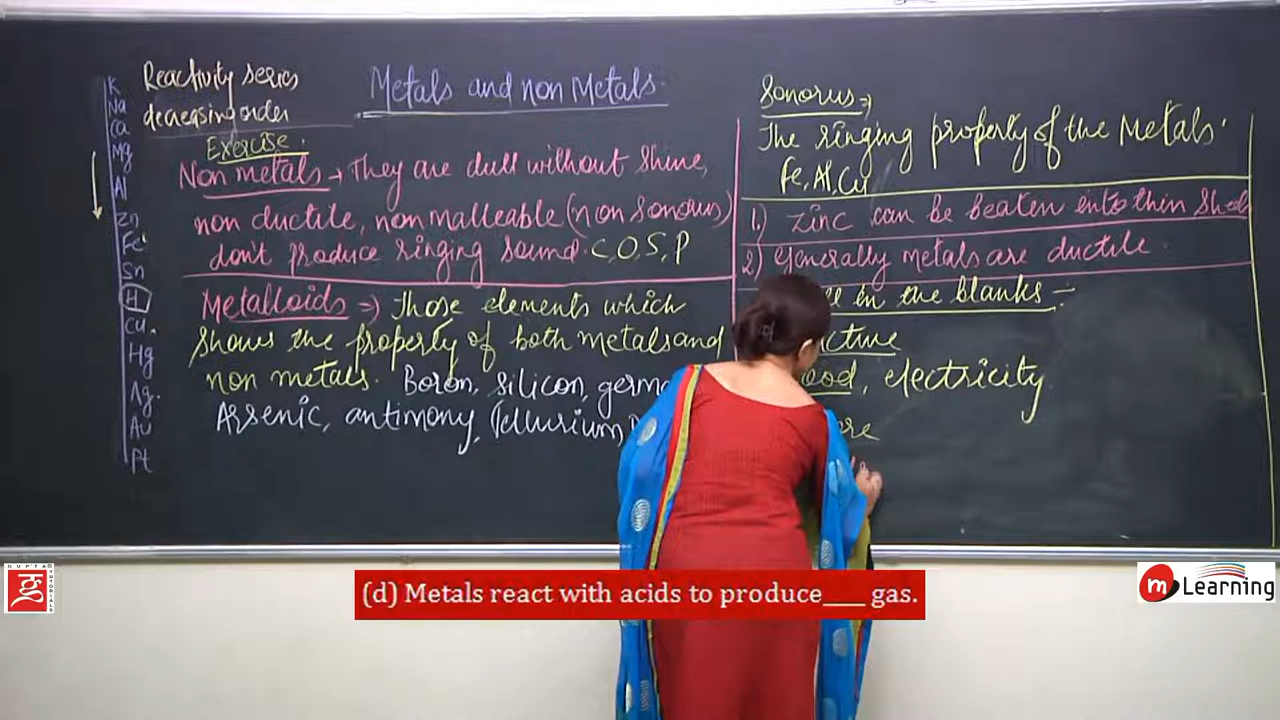 K
Na
Ca
Mg
Al
Zn
Fe
Sn
H
Cu.
Hg
Ag.
Au
Pt
Reactivity series
decreasing order
Metals and non Metals.
Exercise.
Non metals → They are dull without shine,
non ductile, non malleable (non Sonorus)
don't produce ringing sound. C, O, S, P
Metalloids ⇒ Those elements which
shows the property of both metals and
non metals. Boron, silicon, germa
Arsenic, antimony, Tellurium,
Sonorus ⇒
The ringing property of the Metals.
Fe, Al, Cu
1.) Zinc can be beaten into thin
2) Generally metals are ductile.
in the blanks :-
electricity
(d) Metals react with acids to produce___ gas.
GUPTA TUTORIALS
m Learning